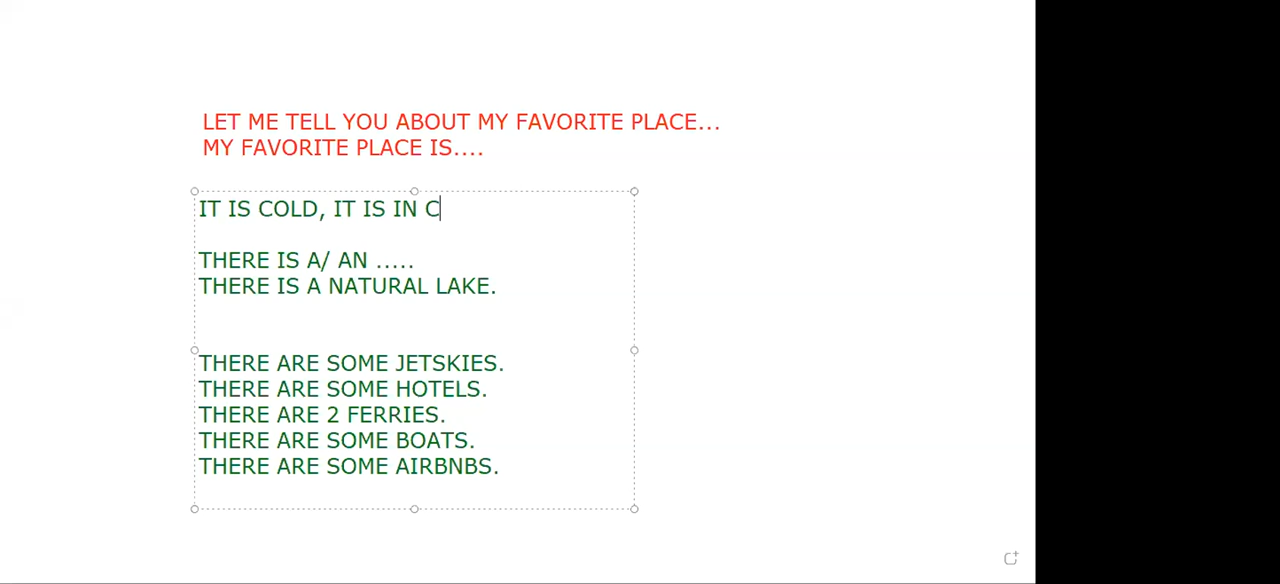 LET ME TELL YOU ABOUT MY FAVORITE PLACE...
MY FAVORITE PLACE IS....
IT IS COLD, IT IS IN C
THERE IS A/ AN .....
THERE IS A NATURAL LAKE.
THERE ARE SOME JETSKIES.
THERE ARE SOME HOTELS.
THERE ARE 2 FERRIES.
THERE ARE SOME BOATS.
THERE ARE SOME AIRBNBS.